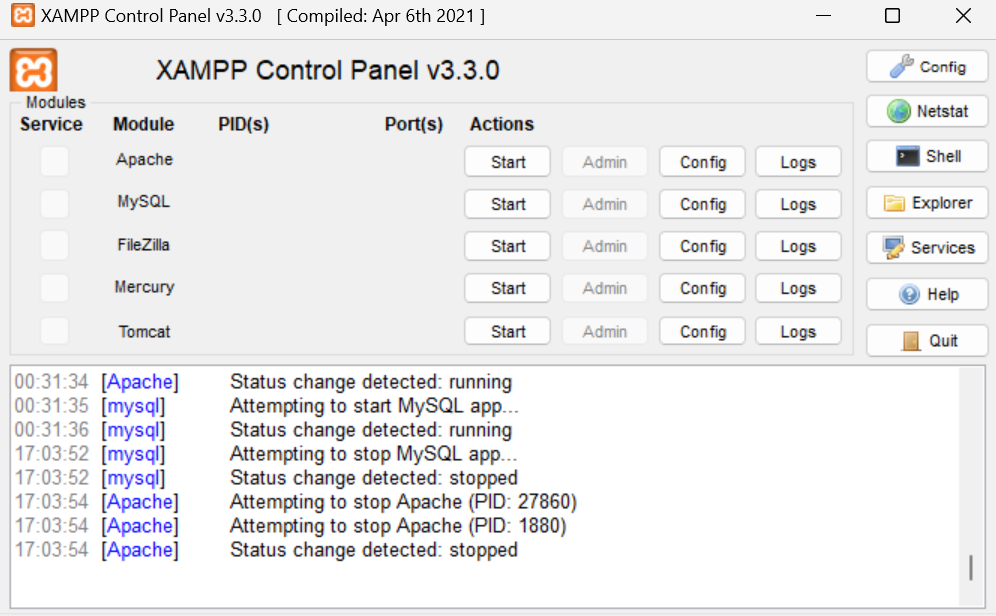 XAMPP Control Panel v3.3.0 [ Compiled: Apr 6th 2021 ]
XAMPP Control Panel v3.3.0
Config
Modules
Service Module PID(s) Port(s) Actions
Netstat
Apache Start Admin Config Logs
Shell
MySQL Start Admin Config Logs
Explorer
FileZilla Start Admin Config Logs
Services
Mercury Start Admin Config Logs
Help
Tomcat Start Admin Config Logs
Quit
00:31:34 [Apache] Status change detected: running
00:31:35 [mysql] Attempting to start MySQL app...
00:31:36 [mysql] Status change detected: running
17:03:52 [mysql] Attempting to stop MySQL app...
17:03:52 [mysql] Status change detected: stopped
17:03:54 [Apache] Attempting to stop Apache (PID: 27860)
17:03:54 [Apache] Attempting to stop Apache (PID: 1880)
17:03:54 [Apache] Status change detected: stopped